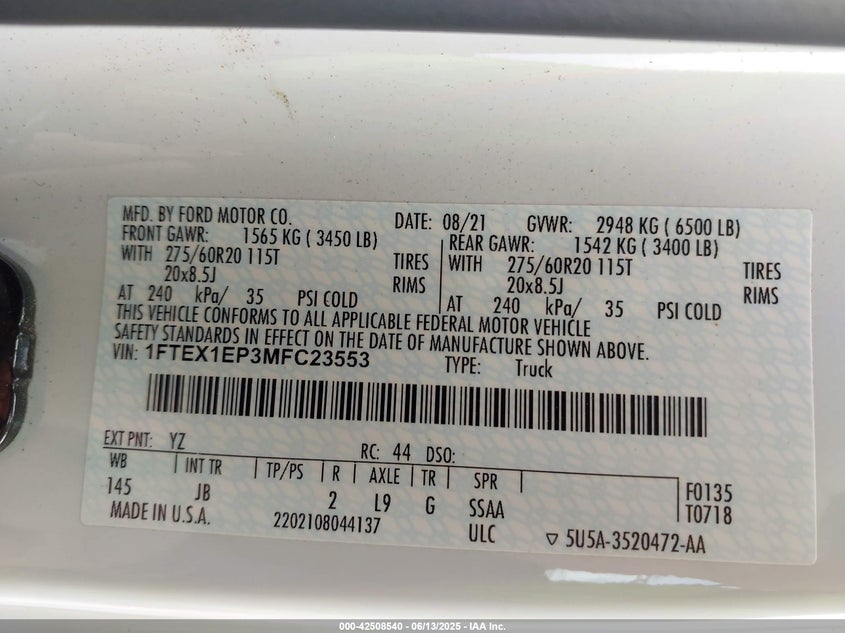 MFD. BY FORD MOTOR CO. DATE: 08/21 GVWR: 2948 KG ( 6500 LB)
FRONT GAWR: 1565 KG ( 3450 LB) REAR GAWR: 1542 KG ( 3400 LB)
WITH 275/60R20 115T TIRES WITH 275/60R20 115T TIRES
20x8.5J RIMS 20x8.5J RIMS
AT 240 kPa/ 35 PSI COLD AT 240 kPa/ 35 PSI COLD
THIS VEHICLE CONFORMS TO ALL APPLICABLE FEDERAL MOTOR VEHICLE
SAFETY STANDARDS IN EFFECT ON THE DATE OF MANUFACTURE SHOWN ABOVE.
VIN: 1FTEX1EP3MFC23553 TYPE: Truck
EXT PNT: YZ RC: 44 DSO:
WB INT TR TP/PS R AXLE TR SPR F0135
145 JB 2 L9 G SSAA T0718
MADE IN U.S.A. 2202108044137 ULC ▽ 5U5A-3520472-AA
000-42508540 - 06/13/2025 - IAA Inc.